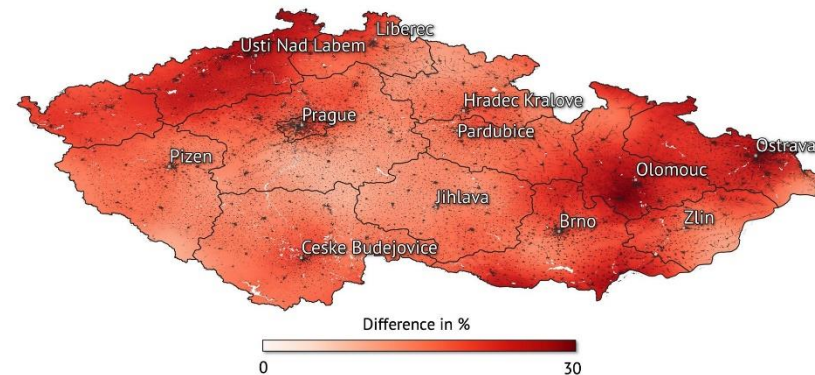 Liberec
Usti Nad Labem
Hradec Kralove
Prague
Pardubice
Ostrava
Pizen
Olomouc
Jihlava
Zlin
Brno
Ceske Budejovice
Difference in %
0 30